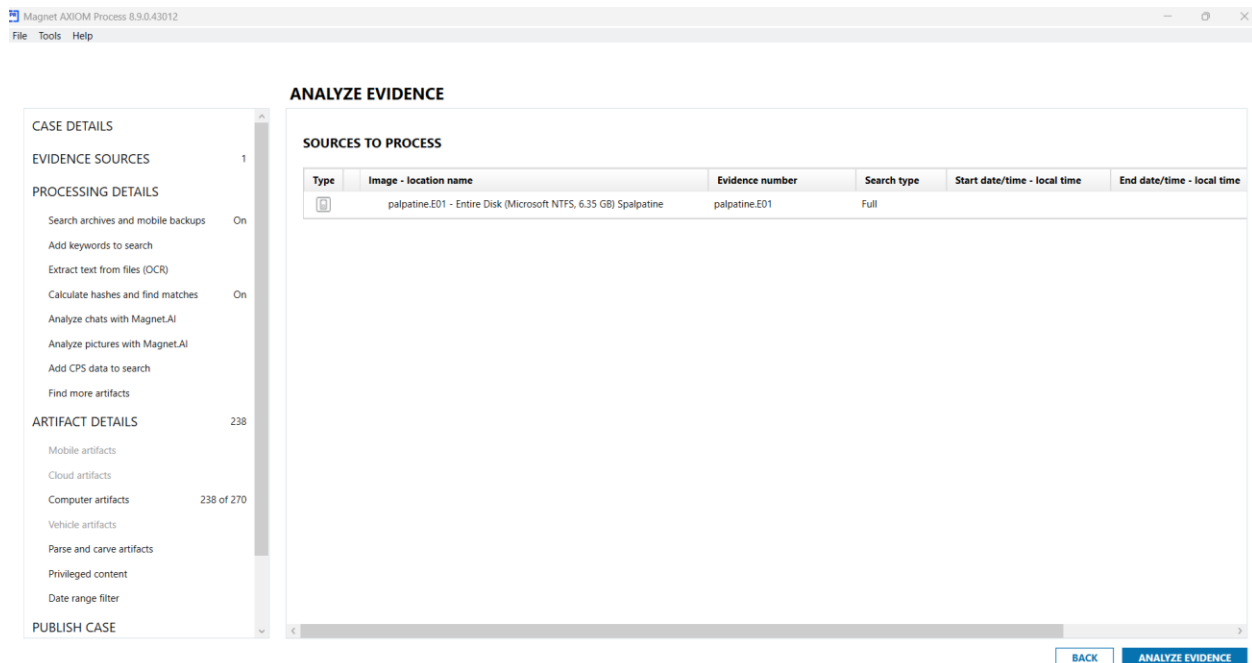 Magnet AXIOM Process 8.9.0.43012
File Tools Help
ANALYZE EVIDENCE
CASE DETAILS
EVIDENCE SOURCES 1
PROCESSING DETAILS
Search archives and mobile backups On
Add keywords to search
Extract text from files (OCR)
Calculate hashes and find matches On
Analyze chats with Magnet.AI
Analyze pictures with Magnet.AI
Add CPS data to search
Find more artifacts
ARTIFACT DETAILS 238
Mobile artifacts
Cloud artifacts
Computer artifacts 238 of 270
Vehicle artifacts
Parse and carve artifacts
Privileged content
Date range filter
PUBLISH CASE
SOURCES TO PROCESS
Type Image - location name Evidence number Search type Start date/time - local time End date/time - local time
palpatine.E01 - Entire Disk (Microsoft NTFS, 6.35 GB) Spalpatine palpatine.E01 Full
BACK ANALYZE EVIDENCE